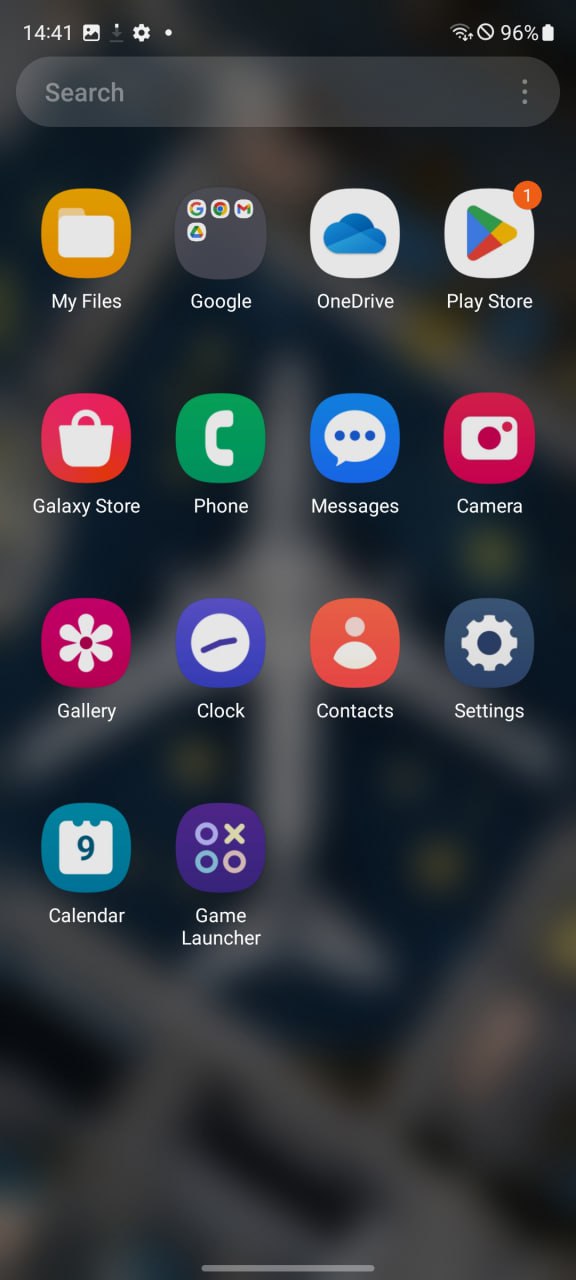 14:41 96%
Search
1
My Files Google OneDrive Play Store
Galaxy Store Phone Messages Camera
Gallery Clock Contacts Settings
9
Calendar Game
Launcher